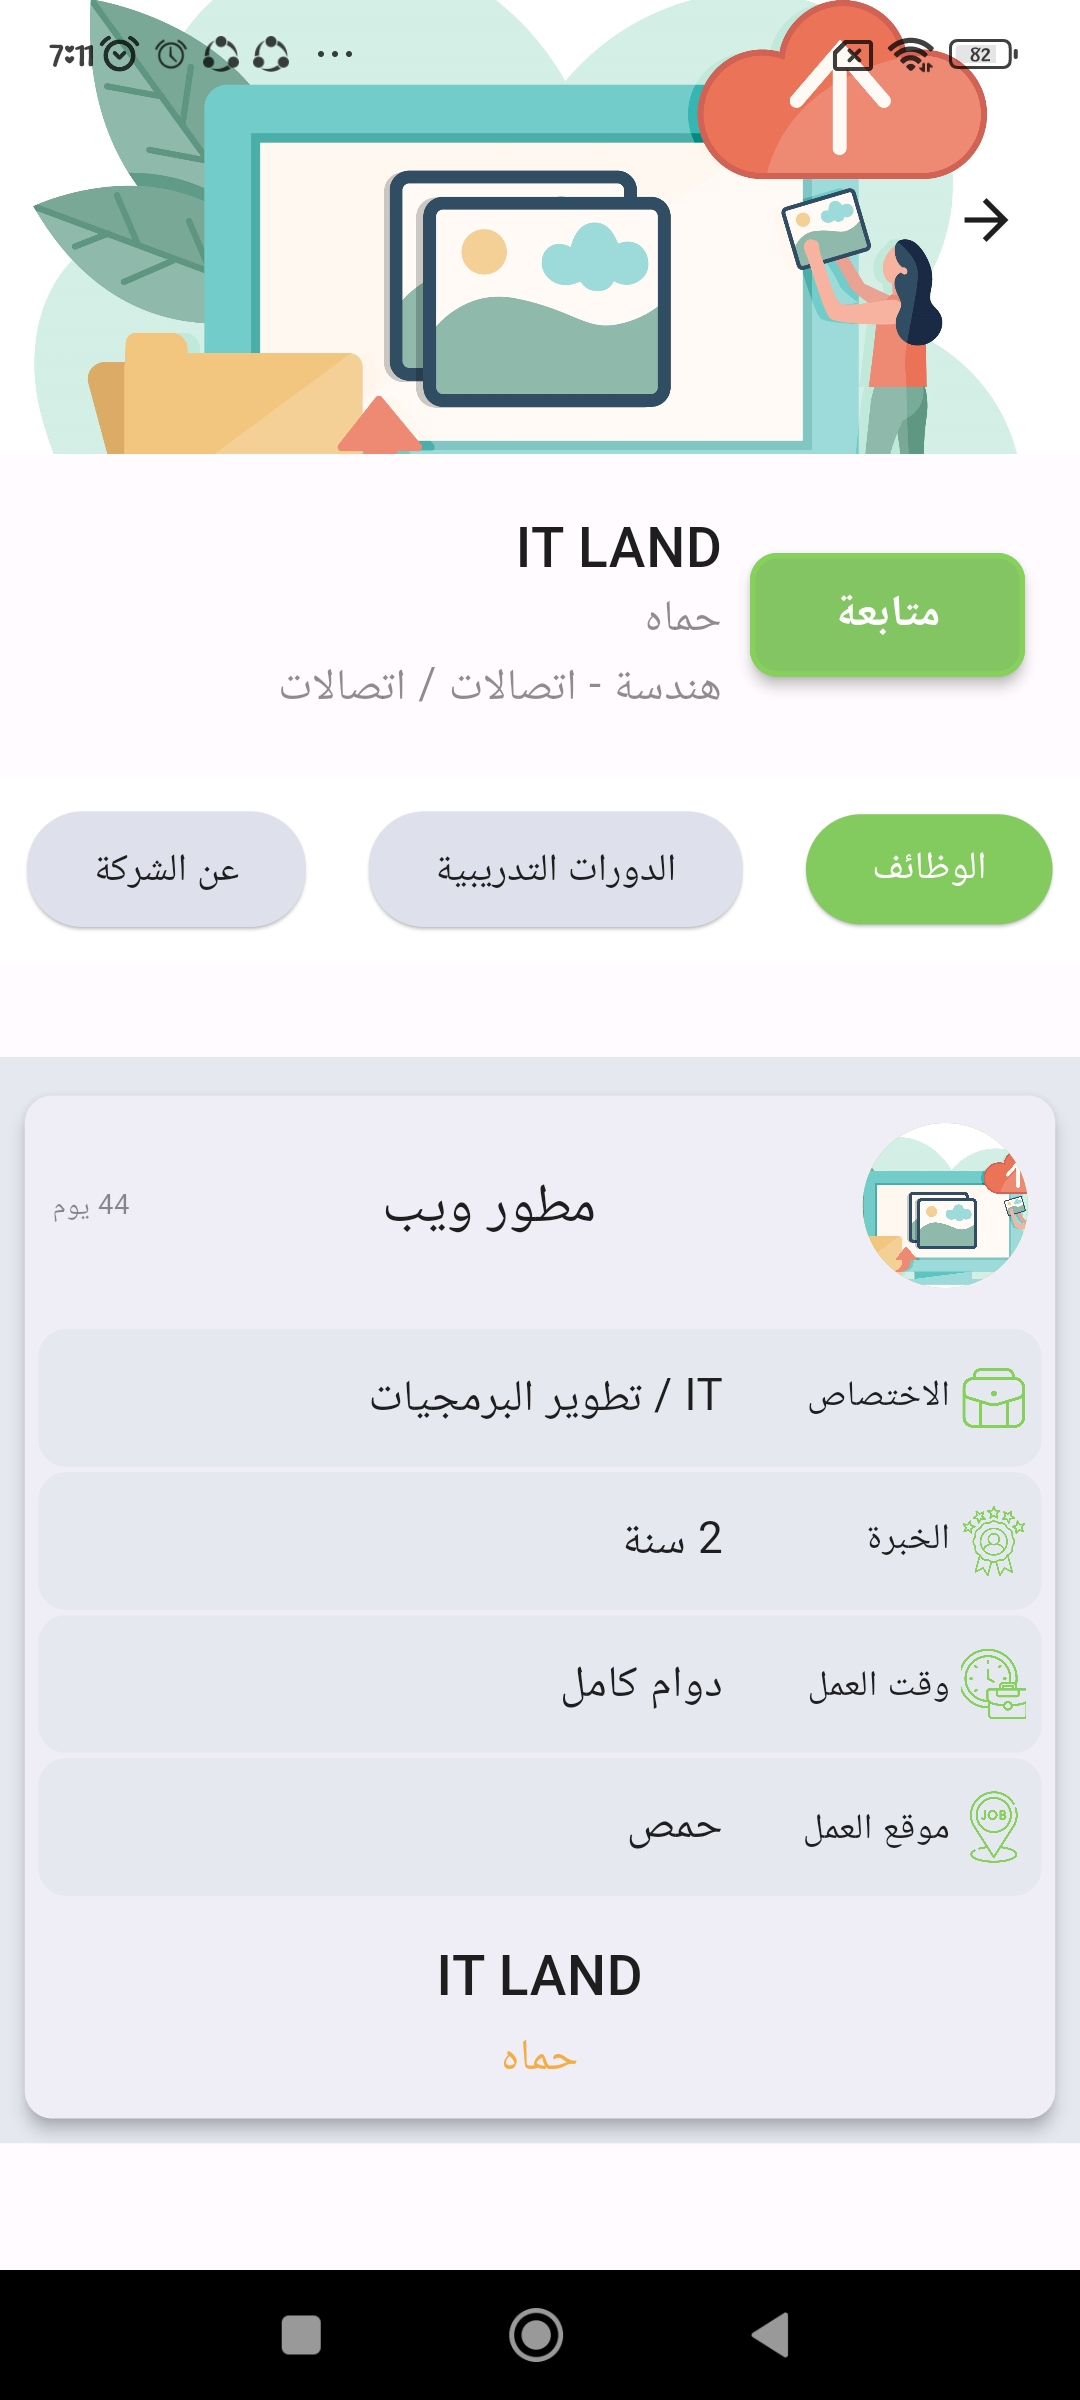 7:11
82
IT LAND
حماه
هندسة - اتصالات / اتصالات
متابعة
الوظائف
الدورات التدريبية
عن الشركة
مطور ويب
44 يوم
الاختصاص
IT / تطوير البرمجيات
الخبرة
2 سنة
وقت العمل
دوام كامل
JOB
موقع العمل
حمص
IT LAND
حماه